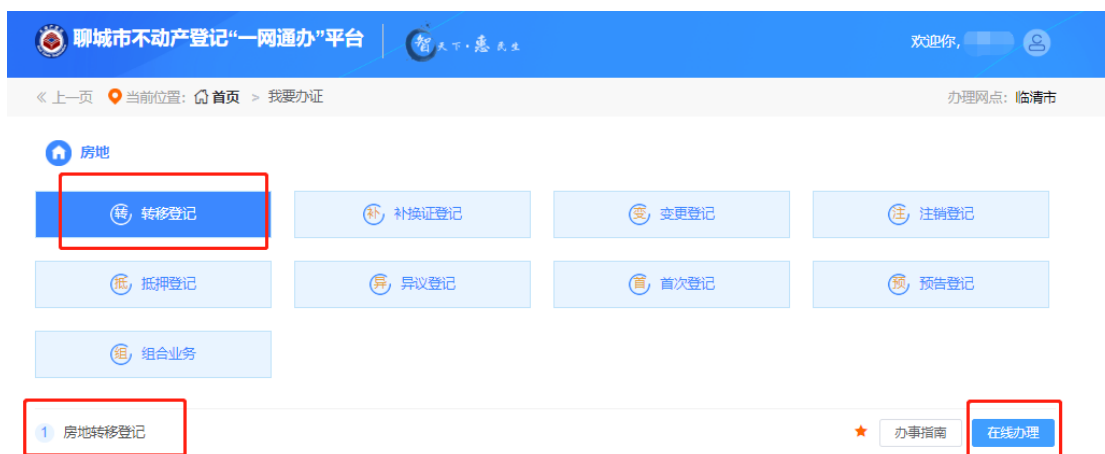 聊城市不动产登记“一网通办”平台 智天下·惠民生 欢迎你,
《上一页 当前位置: 首页 > 我要办证 办理网点: 临清市
房地
转 转移登记 补 补换证登记 变 变更登记 注 注销登记
抵 抵押登记 异 异议登记 首 首次登记 预 预告登记
组 组合业务
1 房地转移登记 ★ 办事指南 在线办理